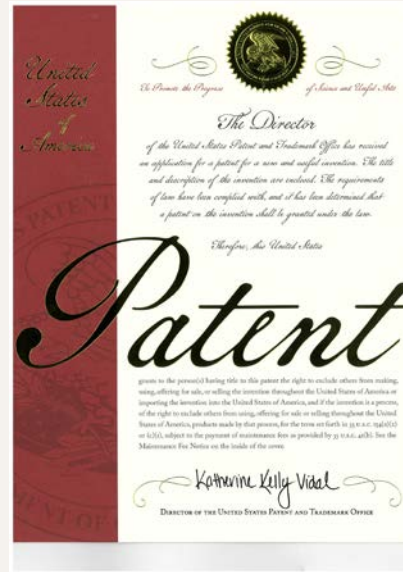 United
States
of
America
To Promote the Progress
of Science and Useful Arts
The Director
of the United States Patent and Trademark Office has received
an application for a patent for a new and useful invention. The title
and description of the invention are enclosed. The requirements
of law have been complied with, and it has been determined that
a patent on the invention shall be granted under the law.
Therefore, this United States
Patent
grants to the person(s) having title to this patent the right to exclude others from making,
using, offering for sale, or selling the invention throughout the United States of America or
importing the invention into the United States of America, and if the invention is a process,
of the right to exclude others from using, offering for sale or selling throughout the United
States of America, products made by that process, for the term set forth in 35 U.S.C. 154(a)(2)
or (c)(1), subject to the payment of maintenance fees as provided by 35 U.S.C. 41(b). See the
Maintenance Fee Notice on the inside of the cover.
Katherine Kelly Vidal
DIRECTOR OF THE UNITED STATES PATENT AND TRADEMARK OFFICE